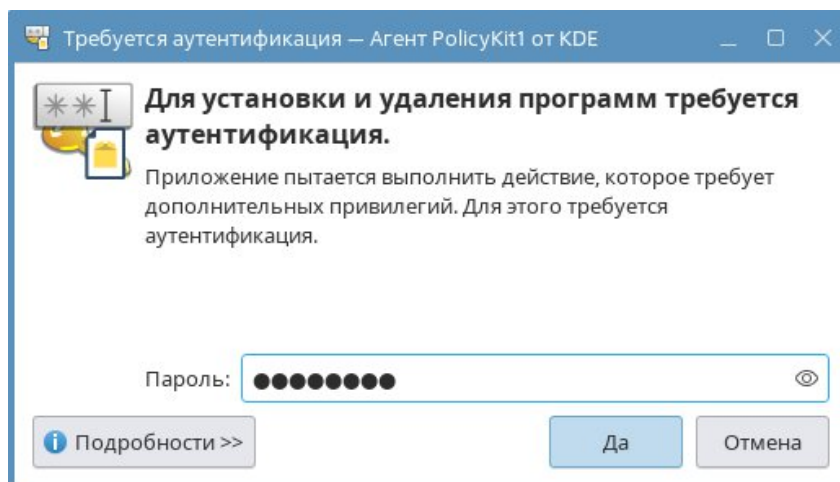 Требуется аутентификация — Агент PolicyKit1 от KDE
Для установки и удаления программ требуется
аутентификация.
Приложение пытается выполнить действие, которое требует
дополнительных привилегий. Для этого требуется
аутентификация.
Пароль: ●●●●●●●●
Подробности >>
Да
Отмена